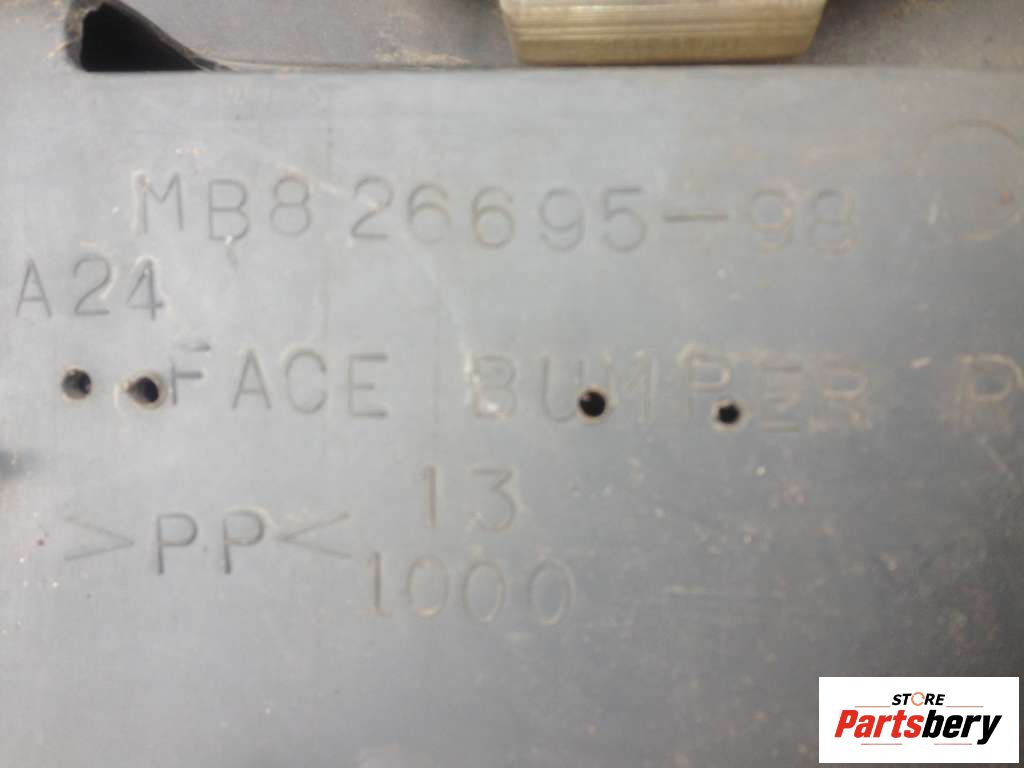 MB826695-98
A24
FACE BUMPER R
13
>PP<
1000
STORE
Partsbery